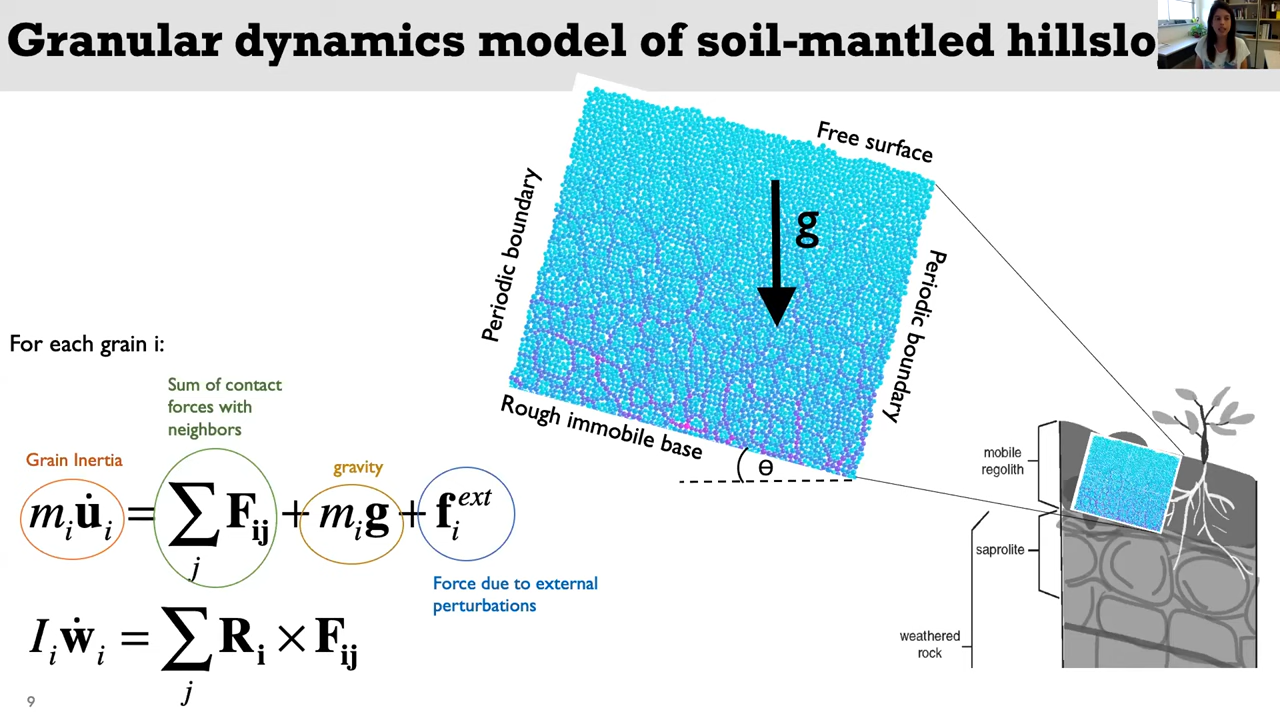 Granular dynamics model of soil-mantled hillslo
Free surface
Periodic boundary
g
Periodic boundary
Rough immobile base
θ
For each grain i:
Sum of contact
forces with
neighbors
Grain Inertia
gravity
m_i u̇_i = ∑_j F_ij + m_i g + f_i^ext
Force due to external
perturbations
I_i ẇ_i = ∑_j R_i × F_ij
mobile
regolith
saprolite
weathered
rock
9